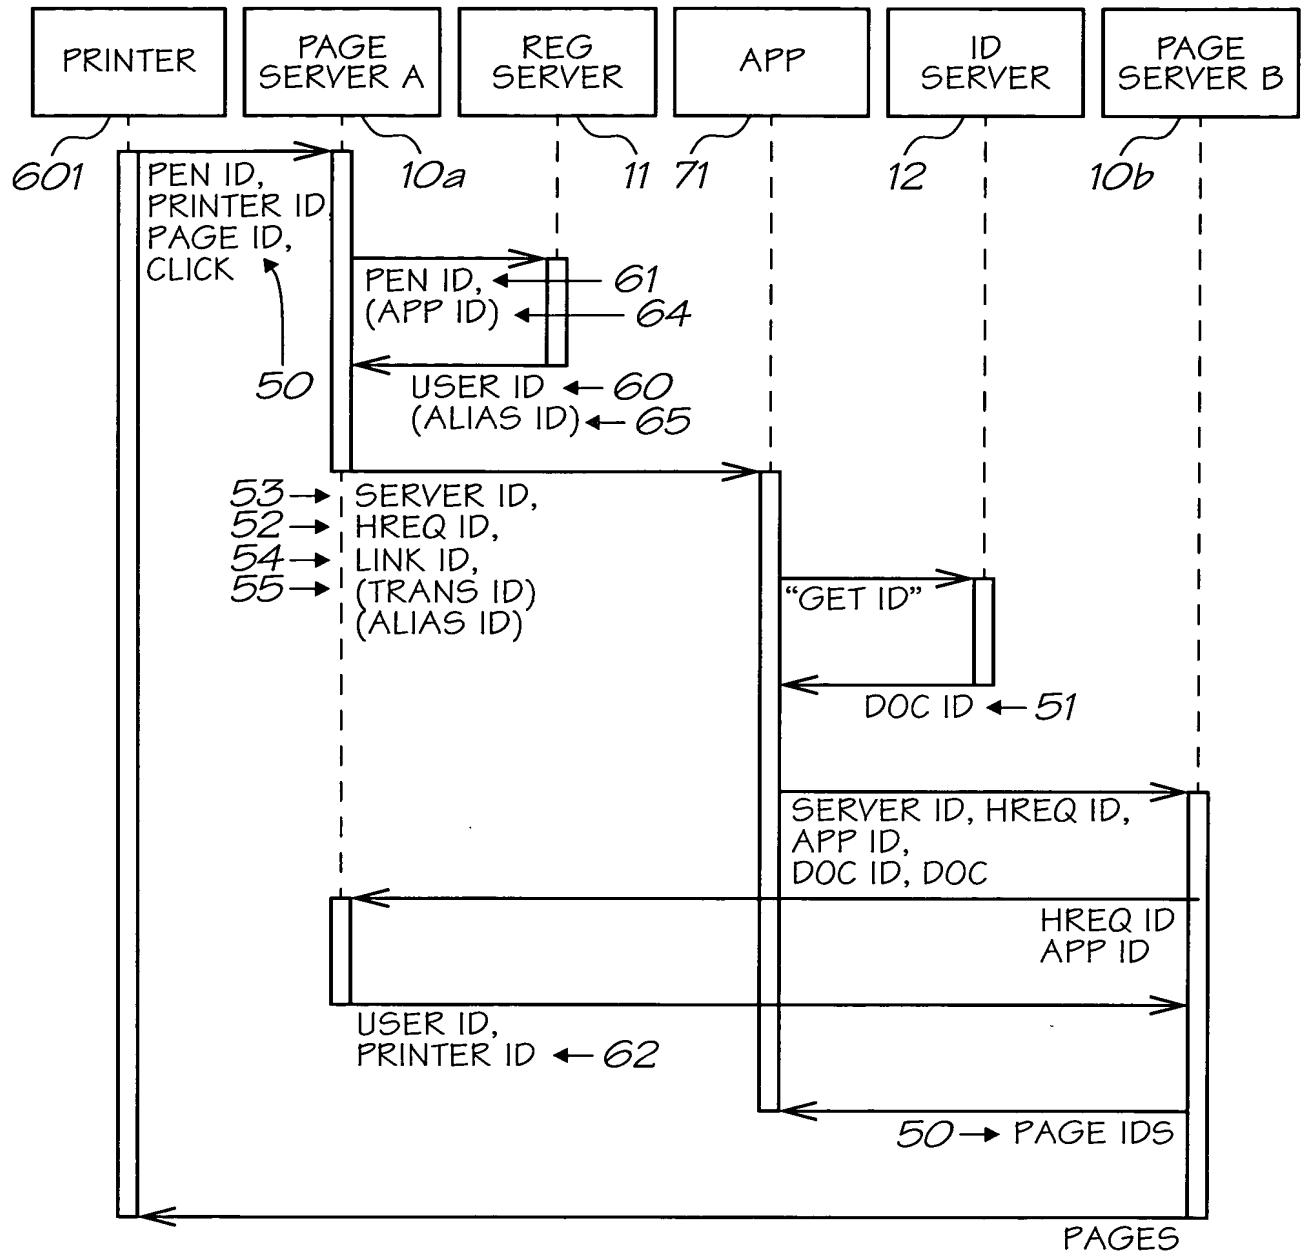 PRINTER
PAGE
SERVER A
REG
SERVER
APP
ID
SERVER
PAGE
SERVER B
601
10a
11
71
12
10b
PEN ID,
PRINTER ID
PAGE ID,
CLICK
50
PEN ID,
61
(APP ID)
64
USER ID
60
(ALIAS ID)
65
53
SERVER ID,
52
HREQ ID,
54
LINK ID,
55
(TRANS ID)
(ALIAS ID)
“GET ID”
DOC ID
51
SERVER ID, HREQ ID,
APP ID,
DOC ID, DOC
HREQ ID
APP ID
USER ID,
PRINTER ID
62
50
PAGE IDS
PAGES